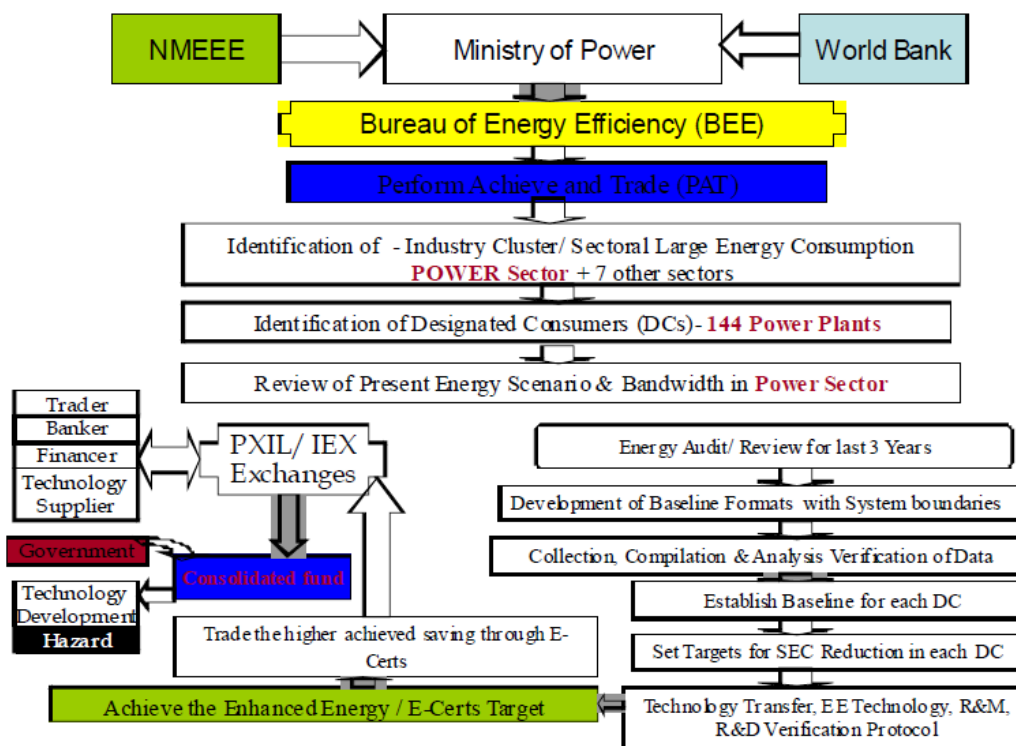 NMEEE
Ministry of Power
World Bank
Bureau of Energy Efficiency (BEE)
Perform Achieve and Trade (PAT)
Identification of - Industry Cluster/ Sectoral Large Energy Consumption
POWER Sector + 7 other sectors
Identification of Designated Consumers (DCs)- 144 Power Plants
Review of Present Energy Scenario & Bandwidth in Power Sector
Trader
Banker
Financer
Technology
Supplier
PXIL/ IEX
Exchanges
Government
Consolidated fund
Technology
Development
Hazard
Trade the higher achieved saving through E-
Certs
Achieve the Enhanced Energy / E-Certs Target
Energy Audit/ Review for last 3 Years
Development of Baseline Formats with System boundaries
Collection, Compilation & Analysis Verification of Data
Establish Baseline for each DC
Set Targets for SEC Reduction in each DC
Technology Transfer, EE Technology, R&M,
R&D Verification Protocol